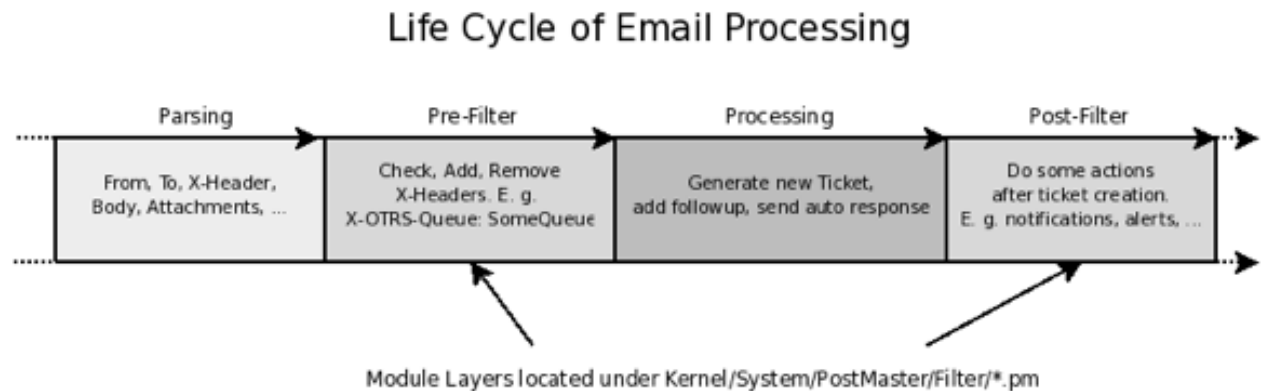 Life Cycle of Email Processing
Parsing
Pre-Filter
Processing
Post-Filter
From, To, X-Header,
Body, Attachments, ...
Check, Add, Remove
X-Headers. E. g.
X-OTRS-Queue: SomeQueue
Generate new Ticket,
add followup, send auto response
Do some actions
after ticket creation.
E. g. notifications, alerts, ...
Module Layers located under Kernel/System/PostMaster/Filter/*.pm